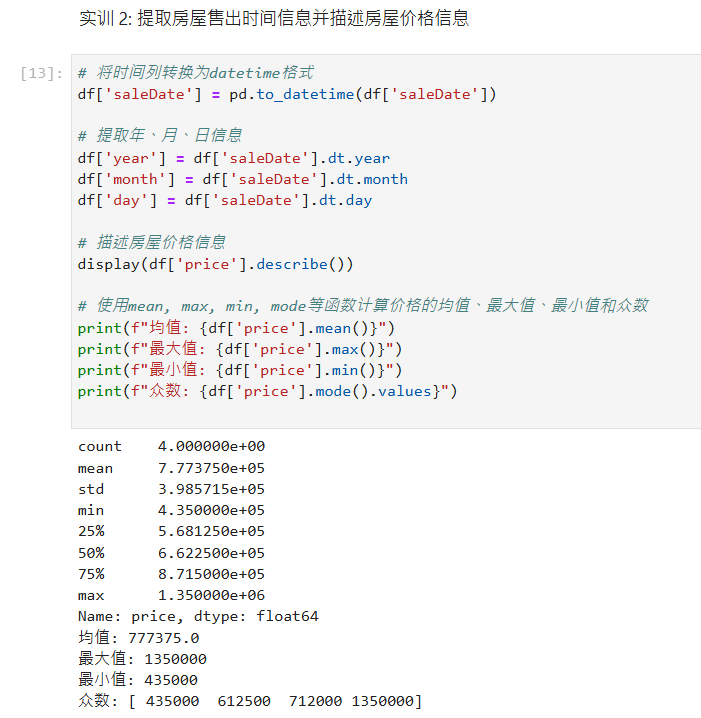 实训 2: 提取房屋售出时间信息并描述房屋价格信息
[13]:
# 将时间列转换为datetime格式
df['saleDate'] = pd.to_datetime(df['saleDate'])
# 提取年、月、日信息
df['year'] = df['saleDate'].dt.year
df['month'] = df['saleDate'].dt.month
df['day'] = df['saleDate'].dt.day
# 描述房屋价格信息
display(df['price'].describe())
# 使用mean, max, min, mode等函数计算价格的均值、最大值、最小值和众数
print(f"均值: {df['price'].mean()}")
print(f"最大值: {df['price'].max()}")
print(f"最小值: {df['price'].min()}")
print(f"众数: {df['price'].mode().values}")
count    4.000000e+00
mean     7.773750e+05
std      3.985715e+05
min      4.350000e+05
25%      5.681250e+05
50%      6.622500e+05
75%      8.715000e+05
max      1.350000e+06
Name: price, dtype: float64
均值: 777375.0
最大值: 1350000
最小值: 435000
众数: [ 435000  612500  712000 1350000]